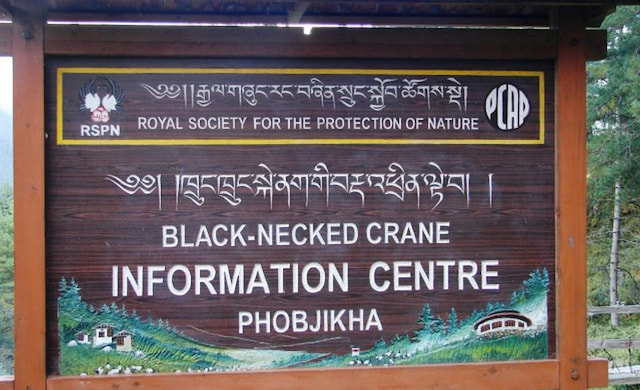 ༄༅།།རྒྱལ་གཞུང་རང་བཞིན་སྲུང་སྐྱོབ་ཚོགས་སྡེ།
RSPN
ROYAL SOCIETY FOR THE PROTECTION OF NATURE
PCAP
༄༅། །ཁྲུང་ཁྲུང་སྐེ་ནག་གི་བརྡ་འཕྲིན་ལྟེ་བ། །
BLACK-NECKED CRANE
INFORMATION CENTRE
PHOBJIKHA